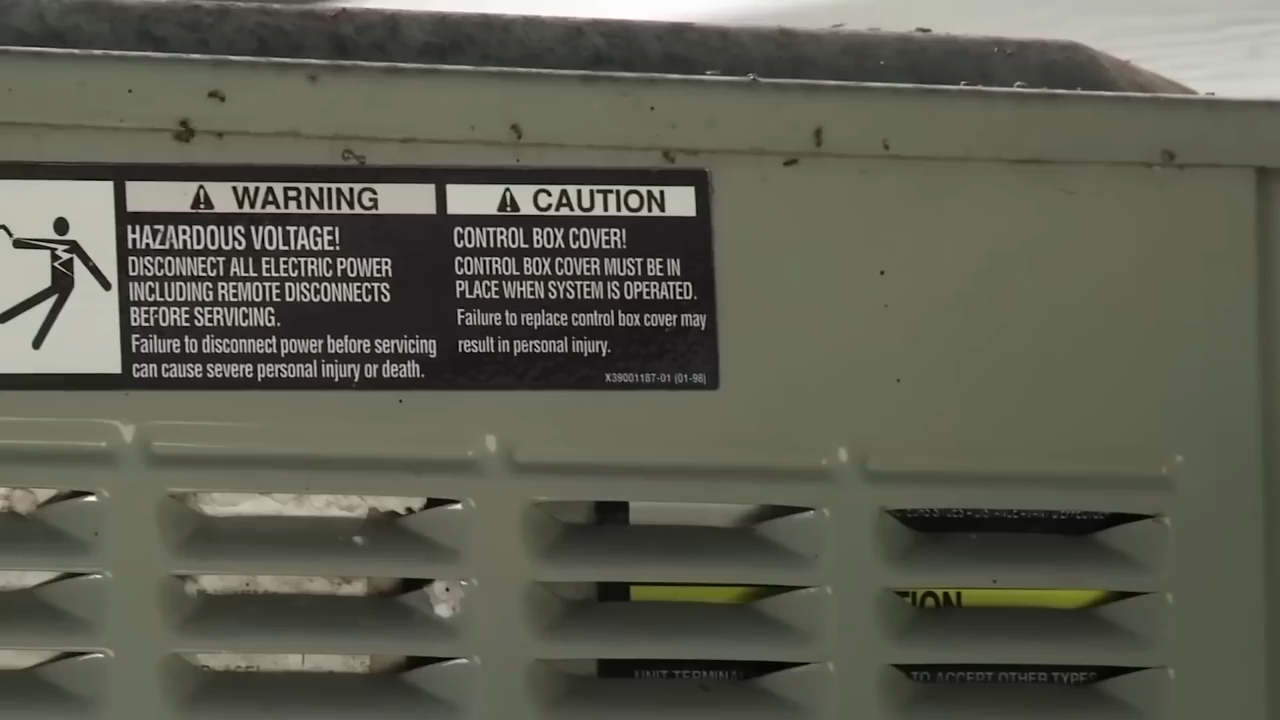 WARNING
HAZARDOUS VOLTAGE!
DISCONNECT ALL ELECTRIC POWER
INCLUDING REMOTE DISCONNECTS
BEFORE SERVICING.
Failure to disconnect power before servicing
can cause severe personal injury or death.
CAUTION
CONTROL BOX COVER!
CONTROL BOX COVER MUST BE IN
PLACE WHEN SYSTEM IS OPERATED.
Failure to replace control box cover may
result in personal injury.
X39001187-01 (01-98)
TION
UNIT TERMINAL
TO ACCEPT OTHER TYPES